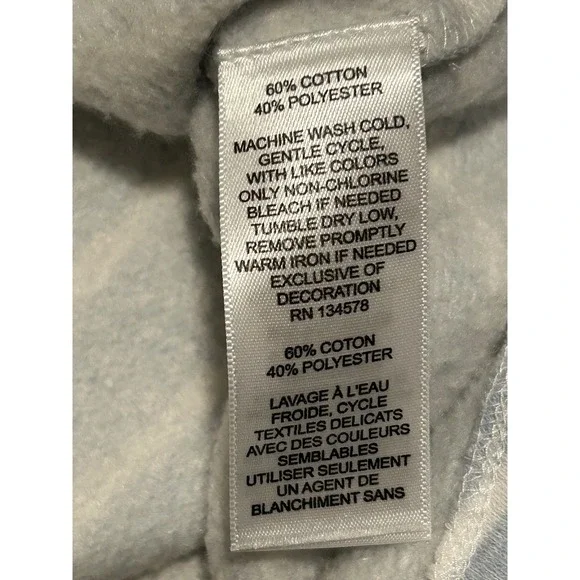 60% COTTON
40% POLYESTER
MACHINE WASH COLD,
GENTLE CYCLE,
WITH LIKE COLORS
ONLY NON-CHLORINE
BLEACH IF NEEDED
TUMBLE DRY LOW,
REMOVE PROMPTLY
WARM IRON IF NEEDED
EXCLUSIVE OF
DECORATION
RN 134578
60% COTON
40% POLYESTER
LAVAGE À L'EAU
FROIDE, CYCLE
TEXTILES DELICATS
AVEC DES COULEURS
SEMBLABLES
UTILISER SEULEMENT
UN AGENT DE
BLANCHIMENT SANS